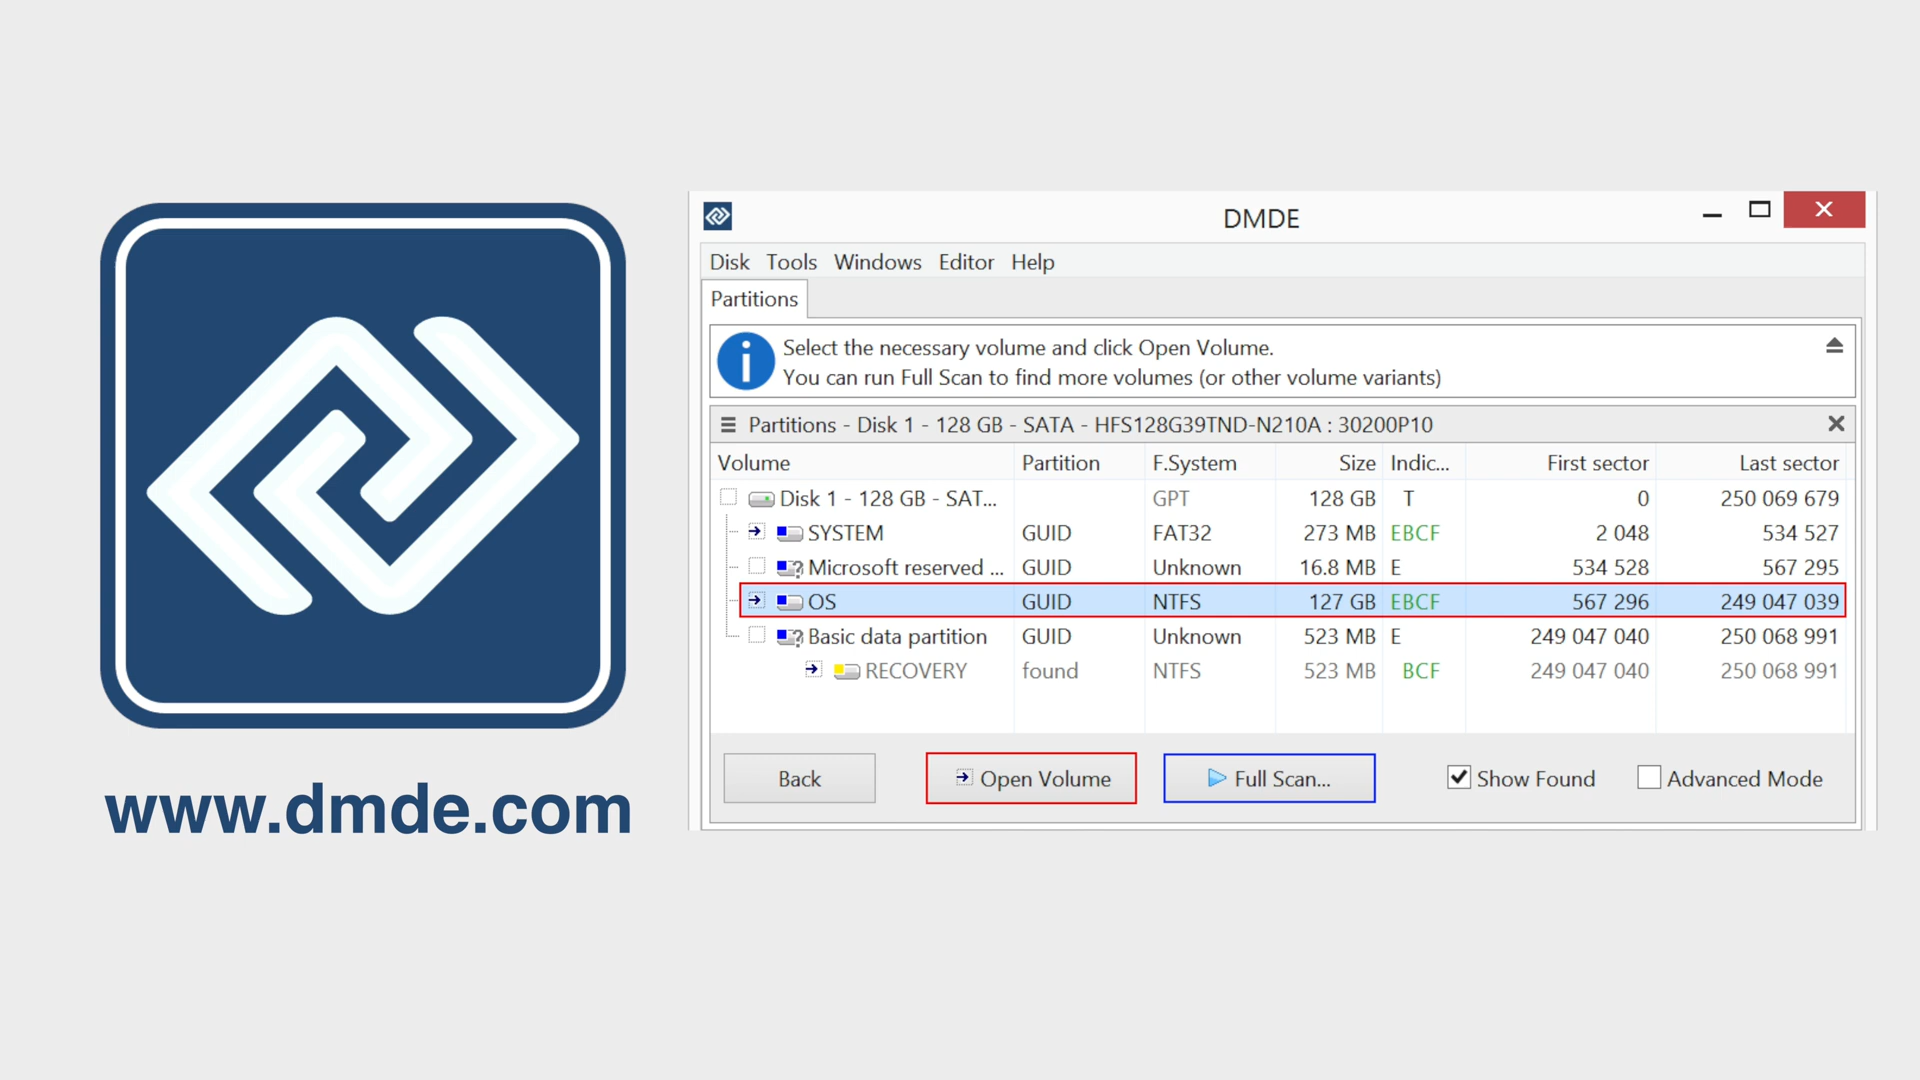 www.dmde.com
DMDE
Disk Tools Windows Editor Help
Partitions
Select the necessary volume and click Open Volume.
You can run Full Scan to find more volumes (or other volume variants)
Partitions - Disk 1 - 128 GB - SATA - HFS128G39TND-N210A : 30200P10
Volume Partition F.System Size Indic... First sector Last sector
Disk 1 - 128 GB - SAT... GPT 128 GB T 0 250 069 679
SYSTEM GUID FAT32 273 MB EBCF 2 048 534 527
Microsoft reserved ... GUID Unknown 16.8 MB E 534 528 567 295
OS GUID NTFS 127 GB EBCF 567 296 249 047 039
Basic data partition GUID Unknown 523 MB E 249 047 040 250 068 991
RECOVERY found NTFS 523 MB BCF 249 047 040 250 068 991
Back Open Volume Full Scan... Show Found Advanced Mode